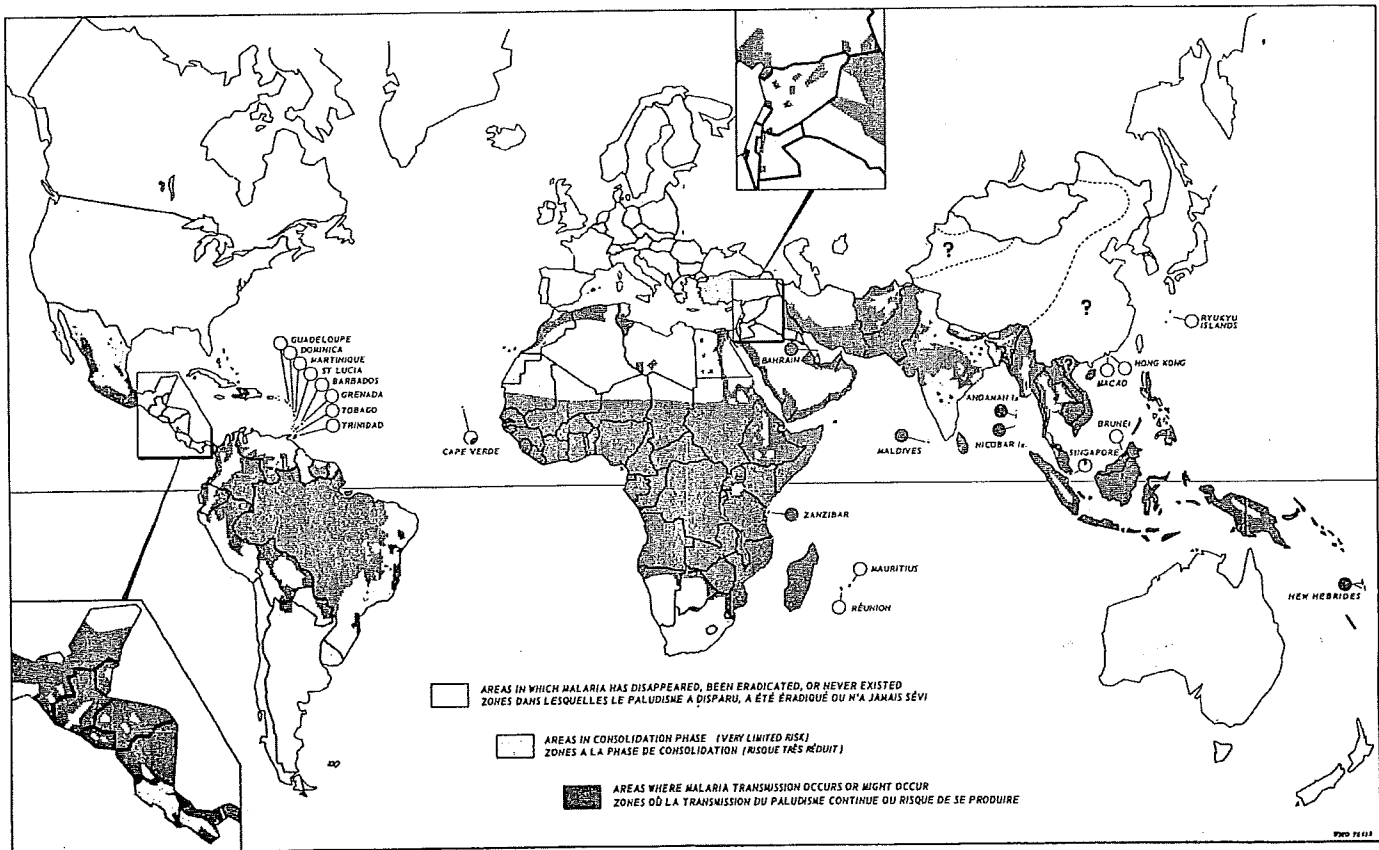 GUADELOUPE
DOMINICA
MARTINIQUE
ST LUCIA
BARBADOS
GRENADA
TOBAGO
TRINIDAD
CAPE VERDE
BAHRAIN
?
?
RYUKYU
ISLANDS
HONG KONG
MACAO
ANDAMAN Is.
NICOBAR Is.
MALDIVES
BRUNEI
SINGAPORE
ZANZIBAR
MAURITIUS
RÉUNION
NEW HEBRIDES
AREAS IN WHICH MALARIA HAS DISAPPEARED, BEEN ERADICATED, OR NEVER EXISTED
ZONES DANS LESQUELLES LE PALUDISME A DISPARU, A ÉTÉ ÉRADIQUÉ OU N'A JAMAIS SÉVI
AREAS IN CONSOLIDATION PHASE (VERY LIMITED RISK)
ZONES A LA PHASE DE CONSOLIDATION (RISQUE TRÈS RÉDUIT)
AREAS WHERE MALARIA TRANSMISSION OCCURS OR MIGHT OCCUR
ZONES OÙ LA TRANSMISSION DU PALUDISME CONTINUE OU RISQUE DE SE PRODUIRE